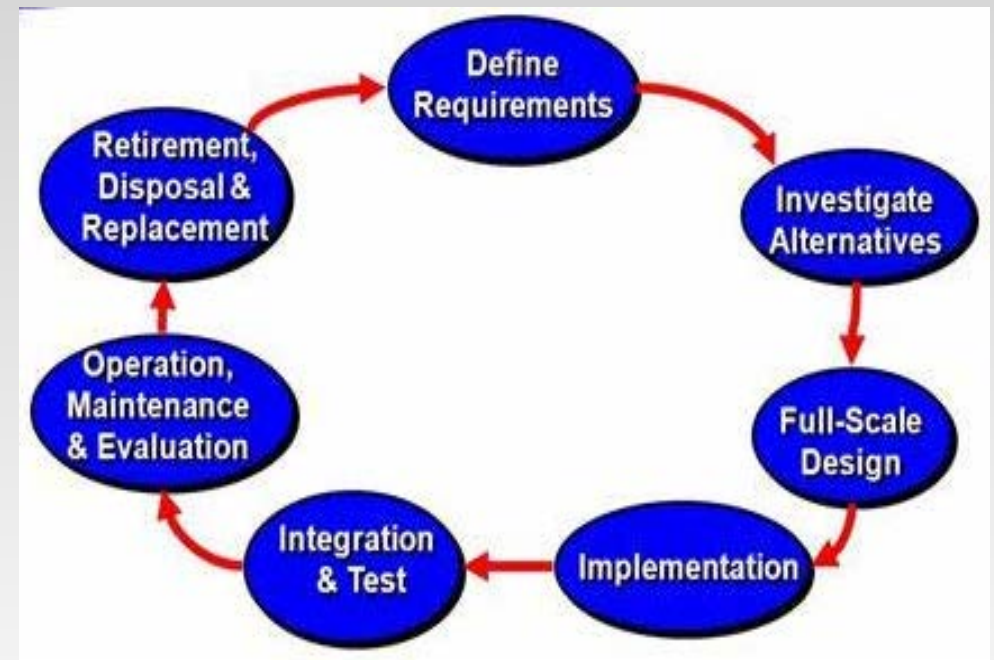 Define
Requirements
Investigate
Alternatives
Full-Scale
Design
Implementation
Integration
& Test
Operation,
Maintenance
& Evaluation
Retirement,
Disposal &
Replacement